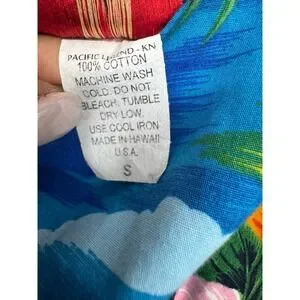 PACIFIC LEGEND - KN
100% COTTON
MACHINE WASH
COLD. DO NOT
BLEACH, TUMBLE
DRY LOW.
USE COOL IRON
MADE IN HAWAII
U.S.A.
S